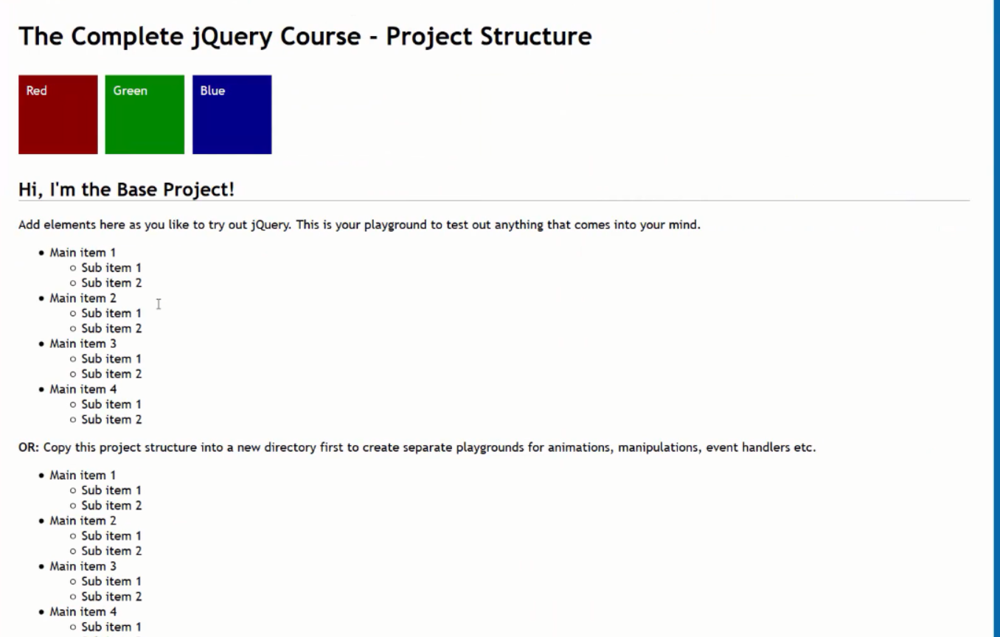 The Complete jQuery Course - Project Structure
Red Green Blue
Hi, I'm the Base Project!
Add elements here as you like to try out jQuery. This is your playground to test out anything that comes into your mind.
Main item 1
Sub item 1
Sub item 2
Main item 2
Sub item 1
Sub item 2
Main item 3
Sub item 1
Sub item 2
Main item 4
Sub item 1
Sub item 2
OR: Copy this project structure into a new directory first to create separate playgrounds for animations, manipulations, event handlers etc.
Main item 1
Sub item 1
Sub item 2
Main item 2
Sub item 1
Sub item 2
Main item 3
Sub item 1
Sub item 2
Main item 4
Sub item 1